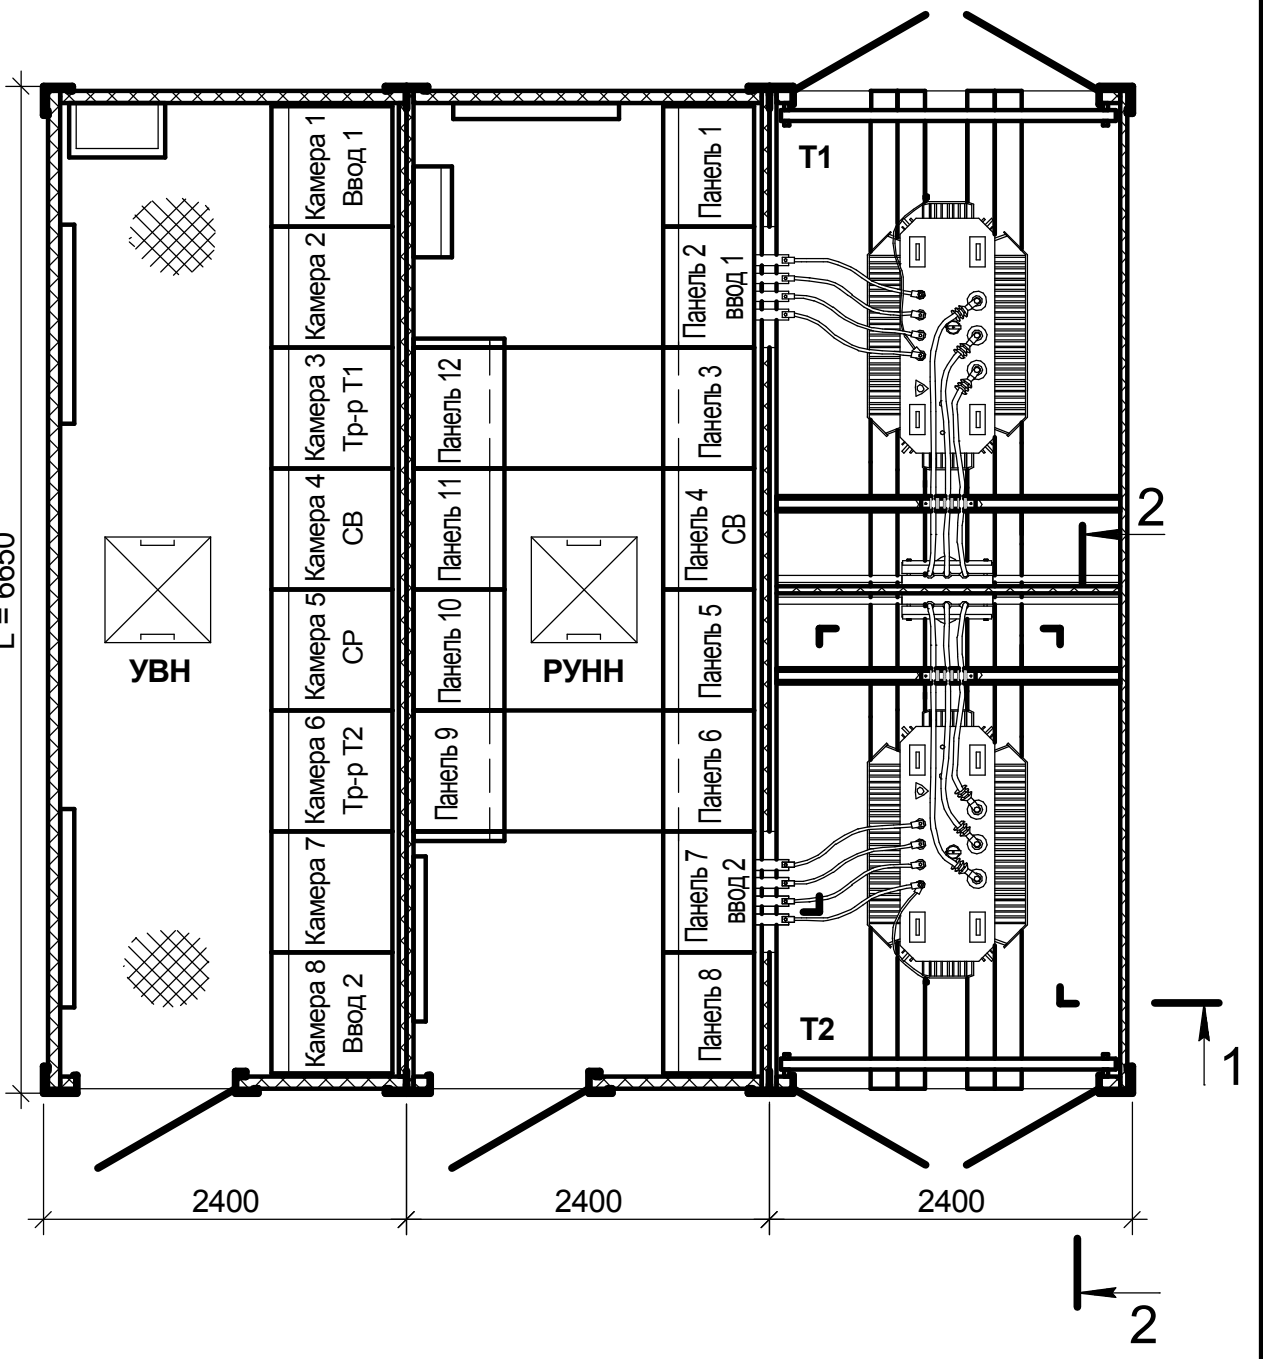 Камера 1
Ввод 1
Камера 2
Камера 3
Тр-р Т1
Камера 4
СВ
Камера 5
СР
Камера 6
Тр-р Т2
Камера 7
Камера 8
Ввод 2
УВН
L = 6650
Панель 12
Панель 11
Панель 10
Панель 9
РУНН
Панель 1
Панель 2
ввод 1
Панель 3
Панель 4
СВ
Панель 5
Панель 6
Панель 7
ввод 2
Панель 8
Т1
Т2
2
1
2400
2400
2400
2